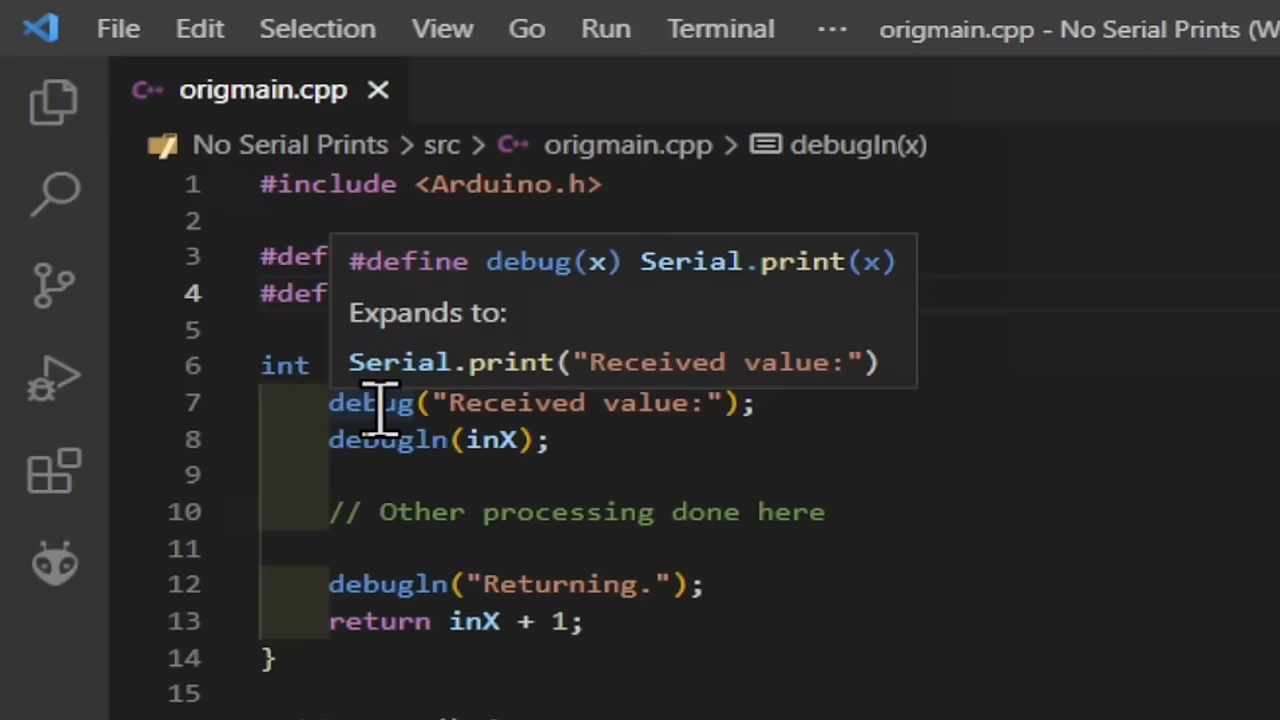 File Edit Selection View Go Run Terminal ··· origmain.cpp - No Serial Prints (W
C++ origmain.cpp ×
No Serial Prints > src > C++ origmain.cpp > debugln(x)
1 #include <Arduino.h>
2
3 #def
#define debug(x) Serial.print(x)
4 #def
Expands to:
5
Serial.print("Received value:")
6 int
7 debug("Received value:");
8 debugln(inX);
9
10 // Other processing done here
11
12 debugln("Returning.");
13 return inX + 1;
14 }
15